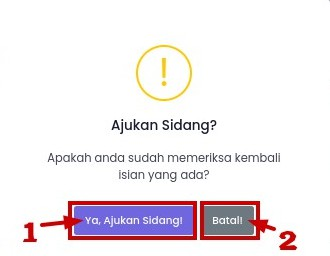 !
Ajukan Sidang?
Apakah anda sudah memeriksa kembali
isian yang ada?
1 Ya, Ajukan Sidang! Batal! 2